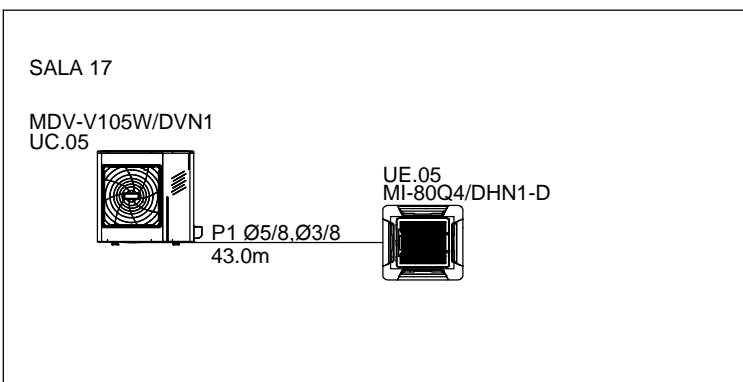 SALA 17
MDV-V105W/DVN1
UC.05
UE.05
MI-80Q4/DHN1-D
P1 Ø5/8,Ø3/8
43.0m